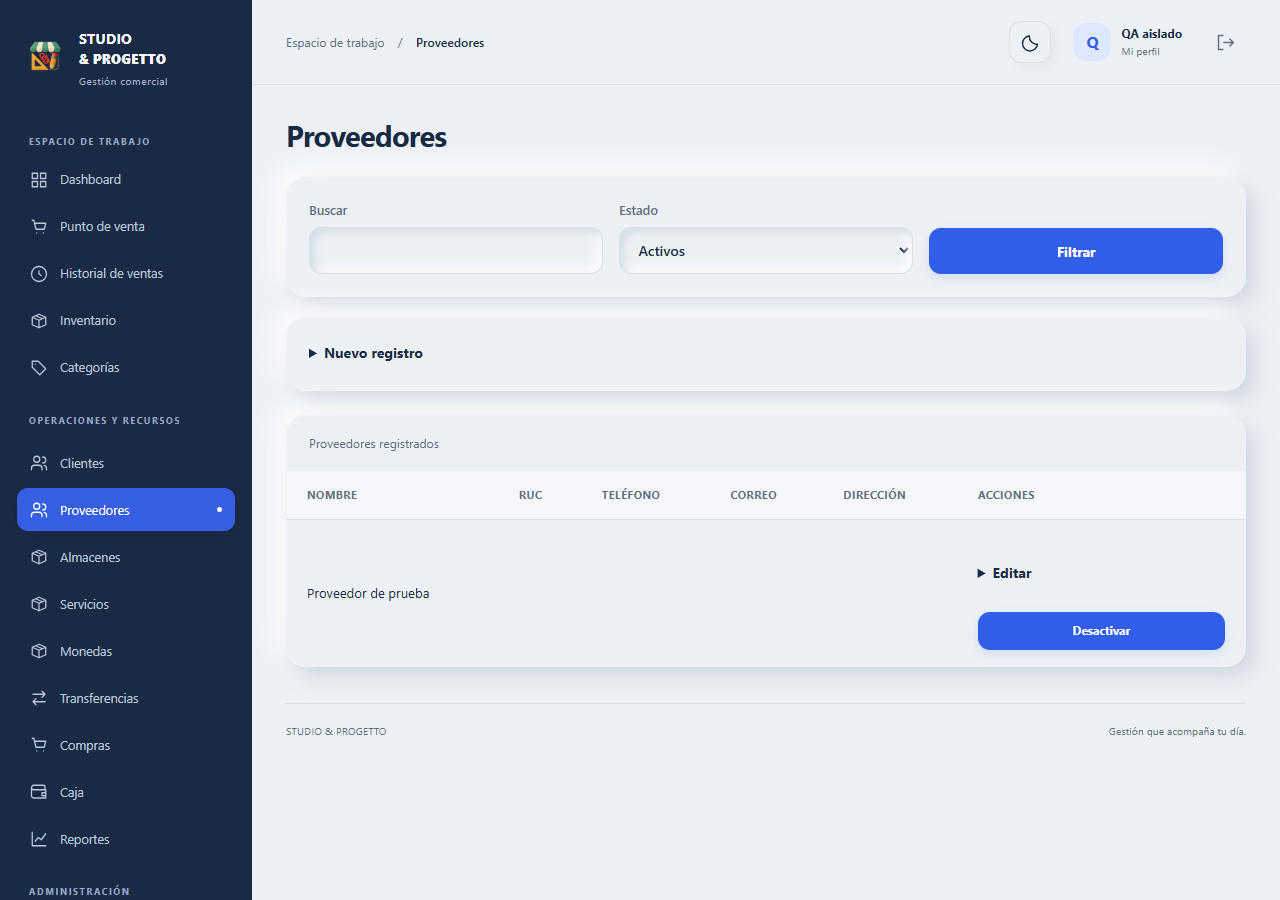 STUDIO
& PROGETTO
Gestión comercial
ESPACIO DE TRABAJO
Dashboard
Punto de venta
Historial de ventas
Inventario
Categorías
OPERACIONES Y RECURSOS
Clientes
Proveedores
Almacenes
Servicios
Monedas
Transferencias
Compras
Caja
Reportes
ADMINISTRACIÓN
Espacio de trabajo / Proveedores
Q
QA aislado
Mi perfil
Proveedores
Buscar
Estado
Activos
Filtrar
Nuevo registro
Proveedores registrados
NOMBRE RUC TELÉFONO CORREO DIRECCIÓN ACCIONES
Proveedor de prueba
Editar
Desactivar
STUDIO & PROGETTO
Gestión que acompaña tu día.